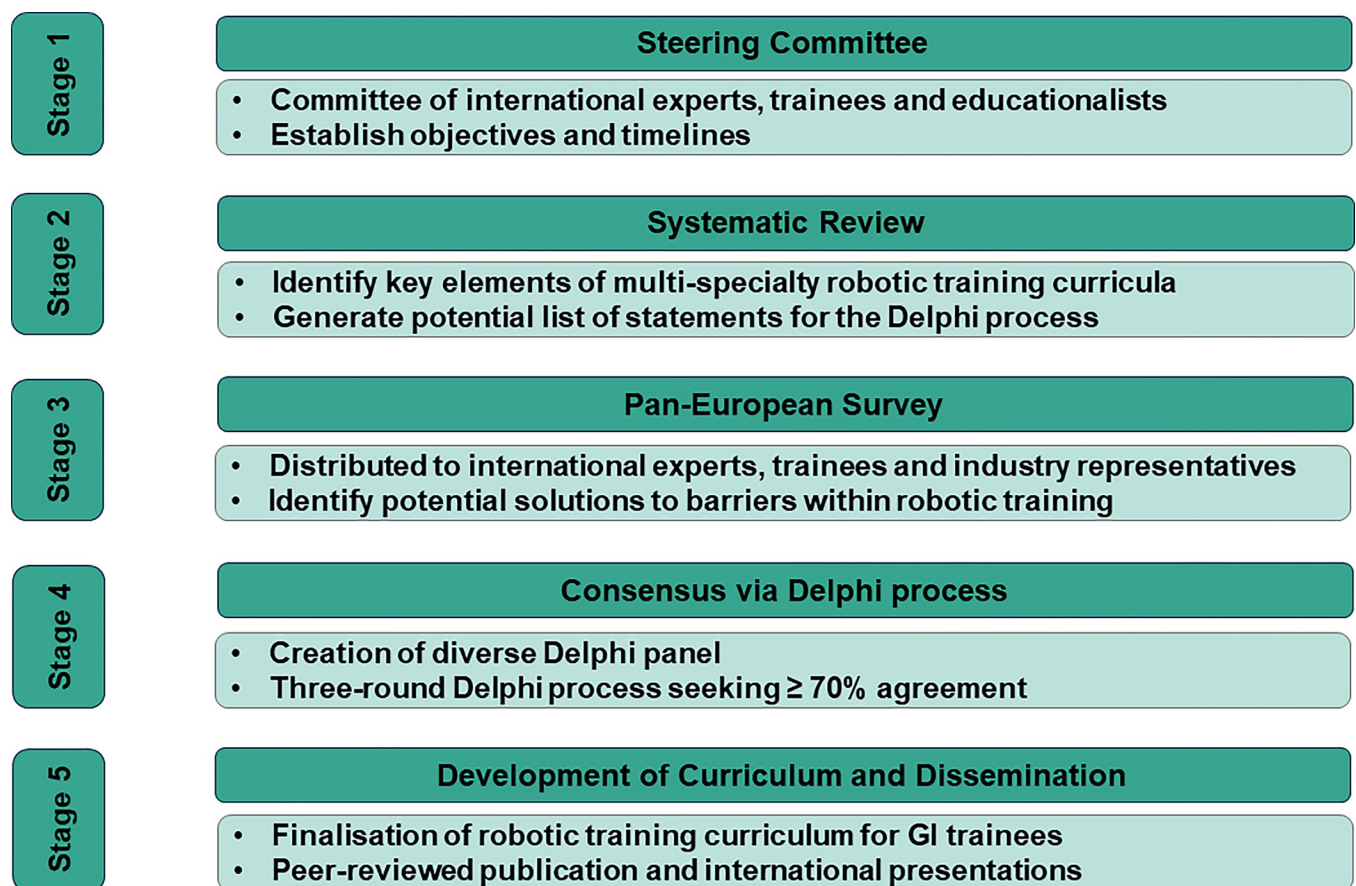 Stage 1
Steering Committee
• Committee of international experts, trainees and educationalists
• Establish objectives and timelines
Stage 2
Systematic Review
• Identify key elements of multi-specialty robotic training curricula
• Generate potential list of statements for the Delphi process
Stage 3
Pan-European Survey
• Distributed to international experts, trainees and industry representatives
• Identify potential solutions to barriers within robotic training
Stage 4
Consensus via Delphi process
• Creation of diverse Delphi panel
• Three-round Delphi process seeking ≥ 70% agreement
Stage 5
Development of Curriculum and Dissemination
• Finalisation of robotic training curriculum for GI trainees
• Peer-reviewed publication and international presentations